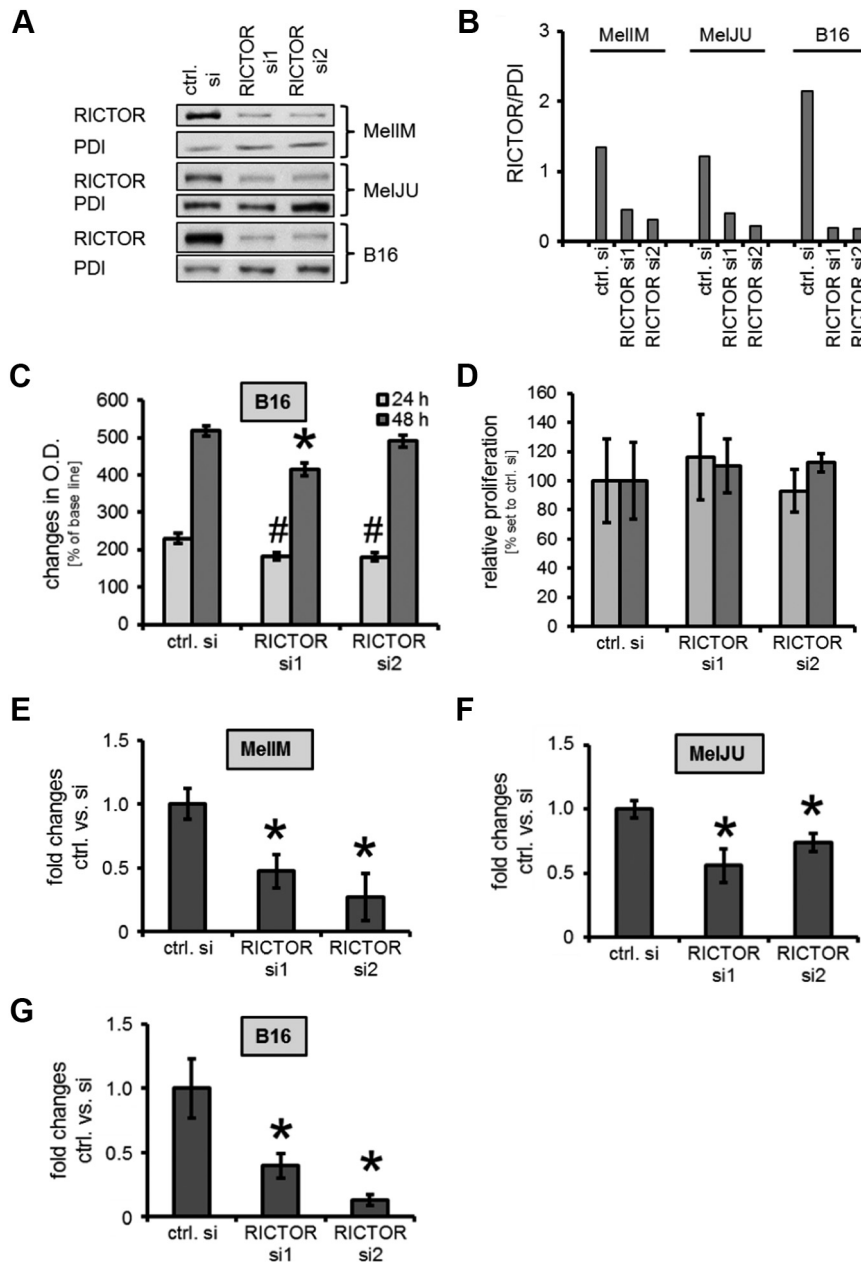 A
ctrl. si
RICTOR si1
RICTOR si2
RICTOR
PDI
MelIM
RICTOR
PDI
MelJU
RICTOR
PDI
B16
B
MelIM
MelJU
B16
RICTOR/PDI
3
2
1
0
ctrl. si
RICTOR si1
RICTOR si2
ctrl. si
RICTOR si1
RICTOR si2
ctrl. si
RICTOR si1
RICTOR si2
C
B16
24 h
48 h
changes in O.D.
[% of base line]
600
500
400
300
200
100
0
#
*
#
ctrl. si
RICTOR
si1
RICTOR
si2
D
relative proliferation
[% set to ctrl. si]
160
140
120
100
80
60
40
20
0
ctrl. si
RICTOR
si1
RICTOR
si2
E
MelIM
fold changes
ctrl. vs. si
1.5
1.0
0.5
0
*
*
ctrl. si
RICTOR
si1
RICTOR
si2
F
MelJU
fold changes
ctrl. vs. si
1.5
1.0
0.5
0
*
*
ctrl. si
RICTOR
si1
RICTOR
si2
G
B16
fold changes
ctrl. vs. si
1.5
1.0
0.5
0
*
*
ctrl. si
RICTOR
si1
RICTOR
si2